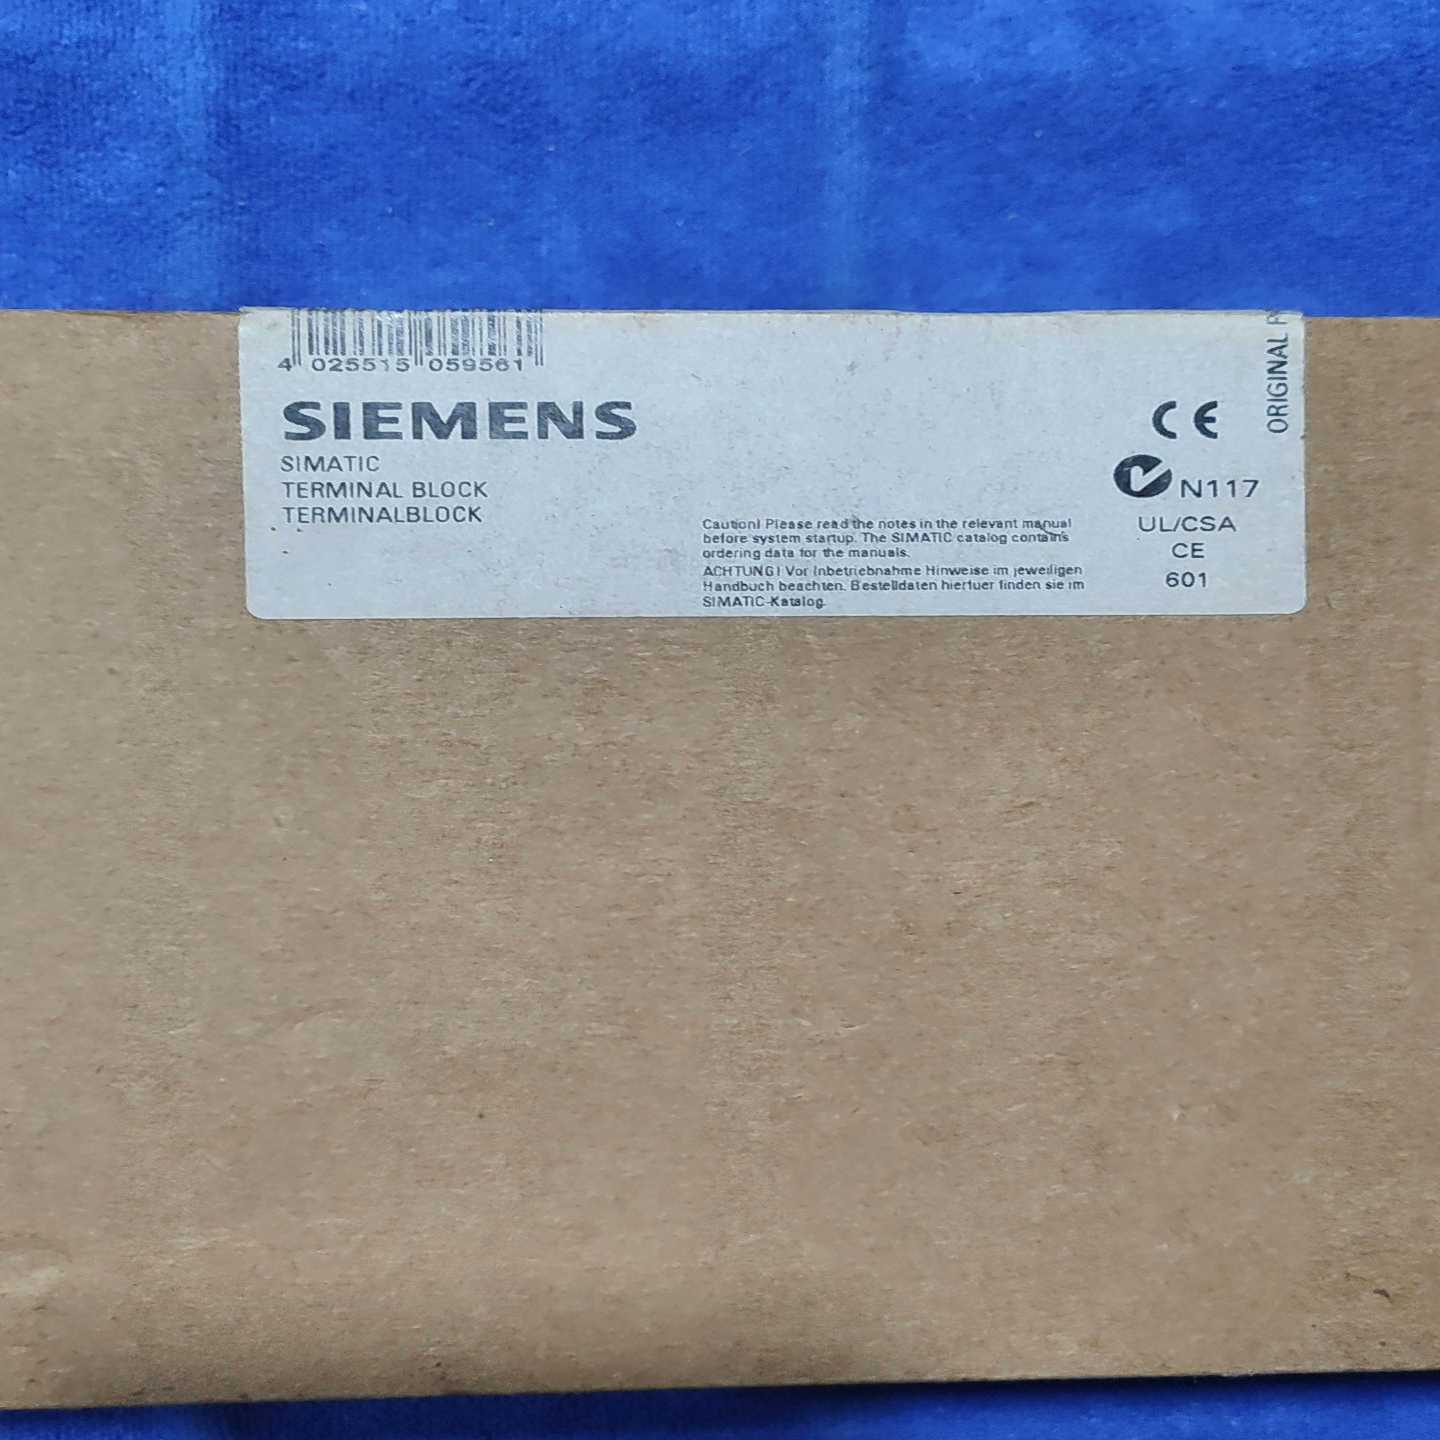 4 025515 059561
SIEMENS
SIMATIC
TERMINAL BLOCK
TERMINALBLOCK
Caution! Please read the notes in the relevant manual
before system startup. The SIMATIC catalog contains
ordering data for the manuals.
ACHTUNG! Vor Inbetriebnahme Hinweise im jeweiligen
Handbuch beachten. Bestelldaten hierfuer finden sie im
SIMATIC-Katalog.
CE
N117
UL/CSA
CE
601
ORIGINAL